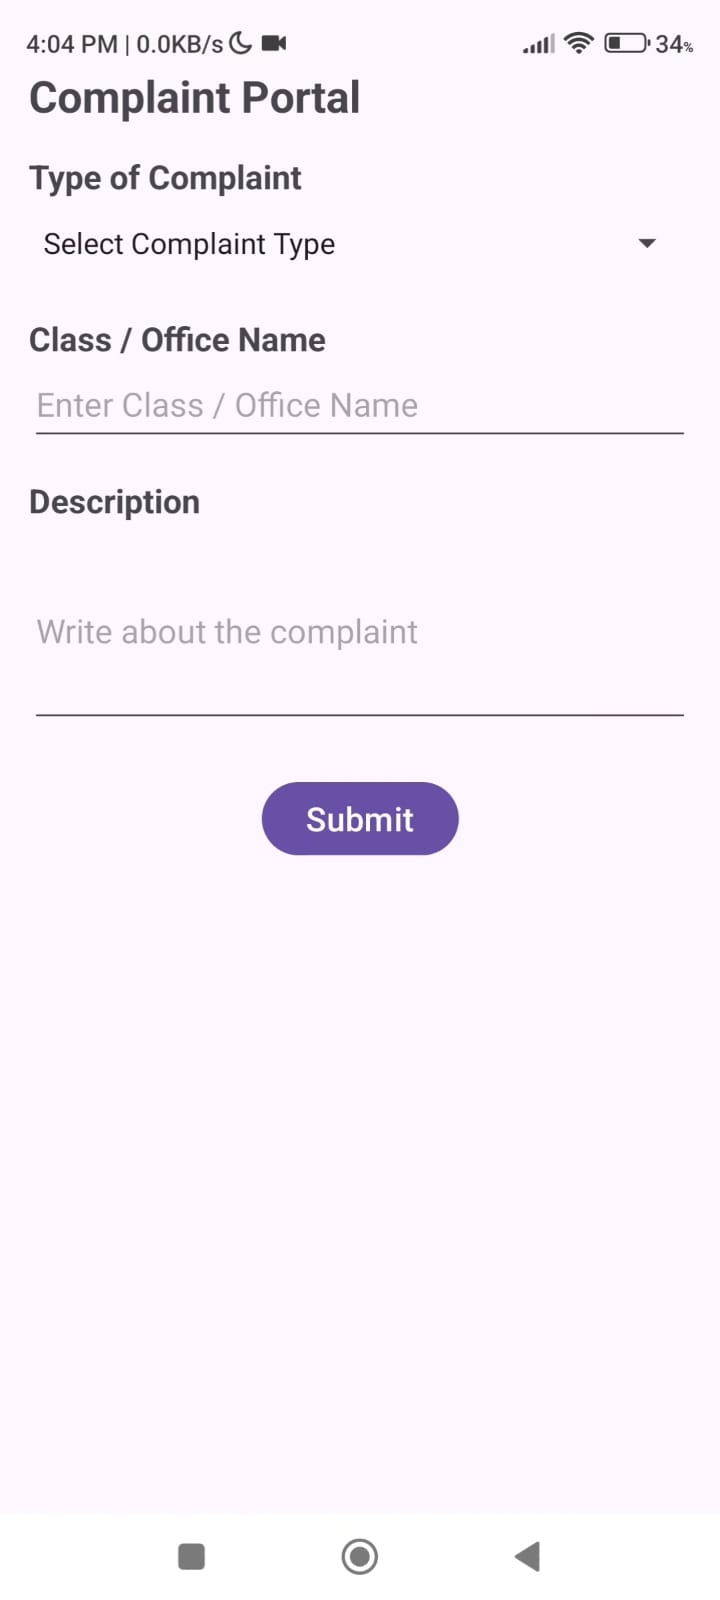 4:04 PM | 0.0KB/s 34%
Complaint Portal
Type of Complaint
Select Complaint Type
Class / Office Name
Enter Class / Office Name
Description
Write about the complaint
Submit